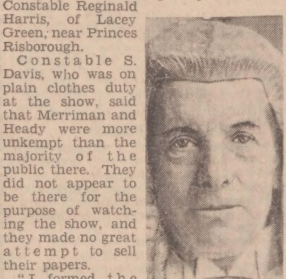 Constable Reginald
Harris, of Lacey
Green, near Princes
Risborough.
Constable S.
Davis, who was on
plain clothes duty
at the show, said
that Merriman and
Heady were more
unkempt than the
majority of the
public there. They
did not appear to
be there for the
purpose of watch-
ing the show, and
they made no great
attempt to sell
their papers.
"I formed the